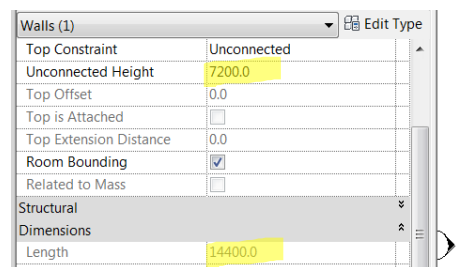 Walls (1) Edit Type
Top Constraint Unconnected
Unconnected Height 7200.0
Top Offset 0.0
Top is Attached
Top Extension Distance 0.0
Room Bounding
Related to Mass
Structural
Dimensions
Length 14400.0